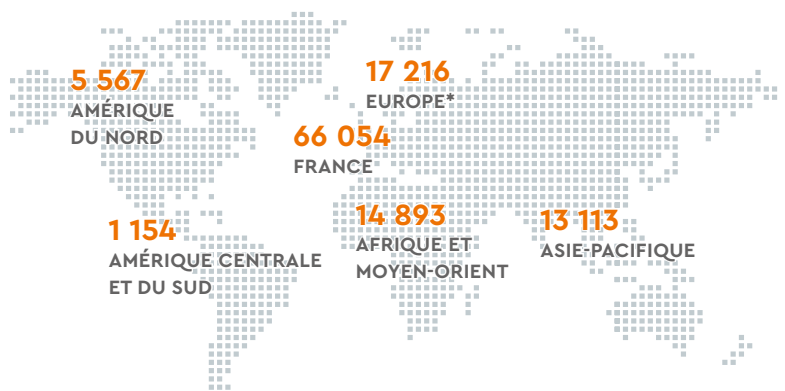 5 567
AMÉRIQUE
DU NORD
17 216
EUROPE*
66 054
FRANCE
1 154
AMÉRIQUE CENTRALE
ET DU SUD
14 893
AFRIQUE ET
MOYEN-ORIENT
13 113
ASIE-PACIFIQUE